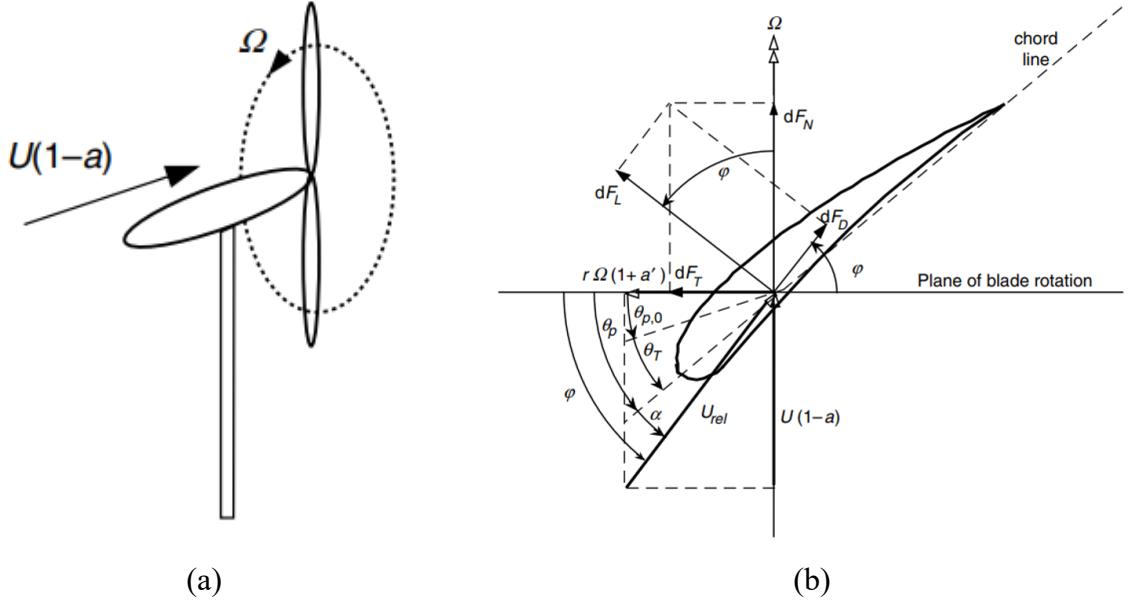 Ω
U(1−a)
(a)
Ω
chord
line
dF_N
φ
dF_L
dF_D
φ
r Ω (1+ a′)
dF_T
Plane of blade rotation
θ_p
θ_p,0
θ_T
φ
α
U_rel
U (1−a)
(b)